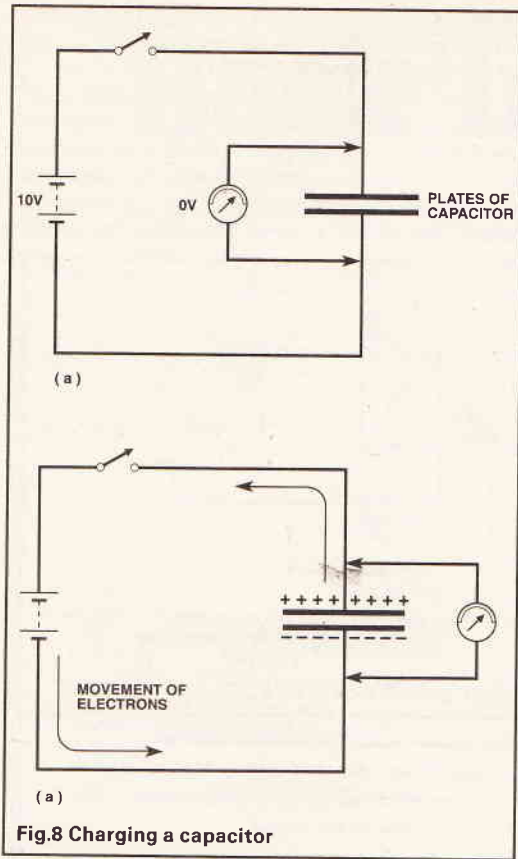 10V
0V
PLATES OF
CAPACITOR
(a)
+ + + + + + + + +
– – – – – – – – –
MOVEMENT OF
ELECTRONS
(a)
Fig.8 Charging a capacitor